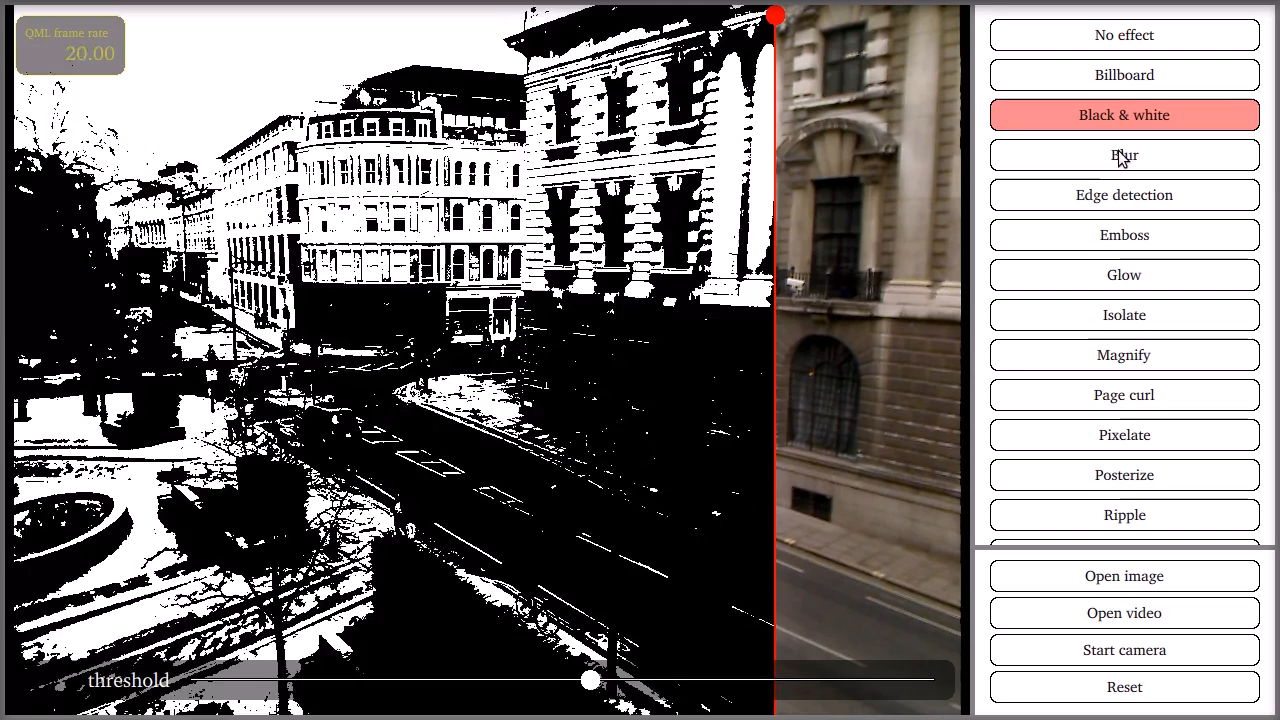 QML frame rate
20.00
threshold
No effect
Billboard
Black & white
Blur
Edge detection
Emboss
Glow
Isolate
Magnify
Page curl
Pixelate
Posterize
Ripple
Open image
Open video
Start camera
Reset